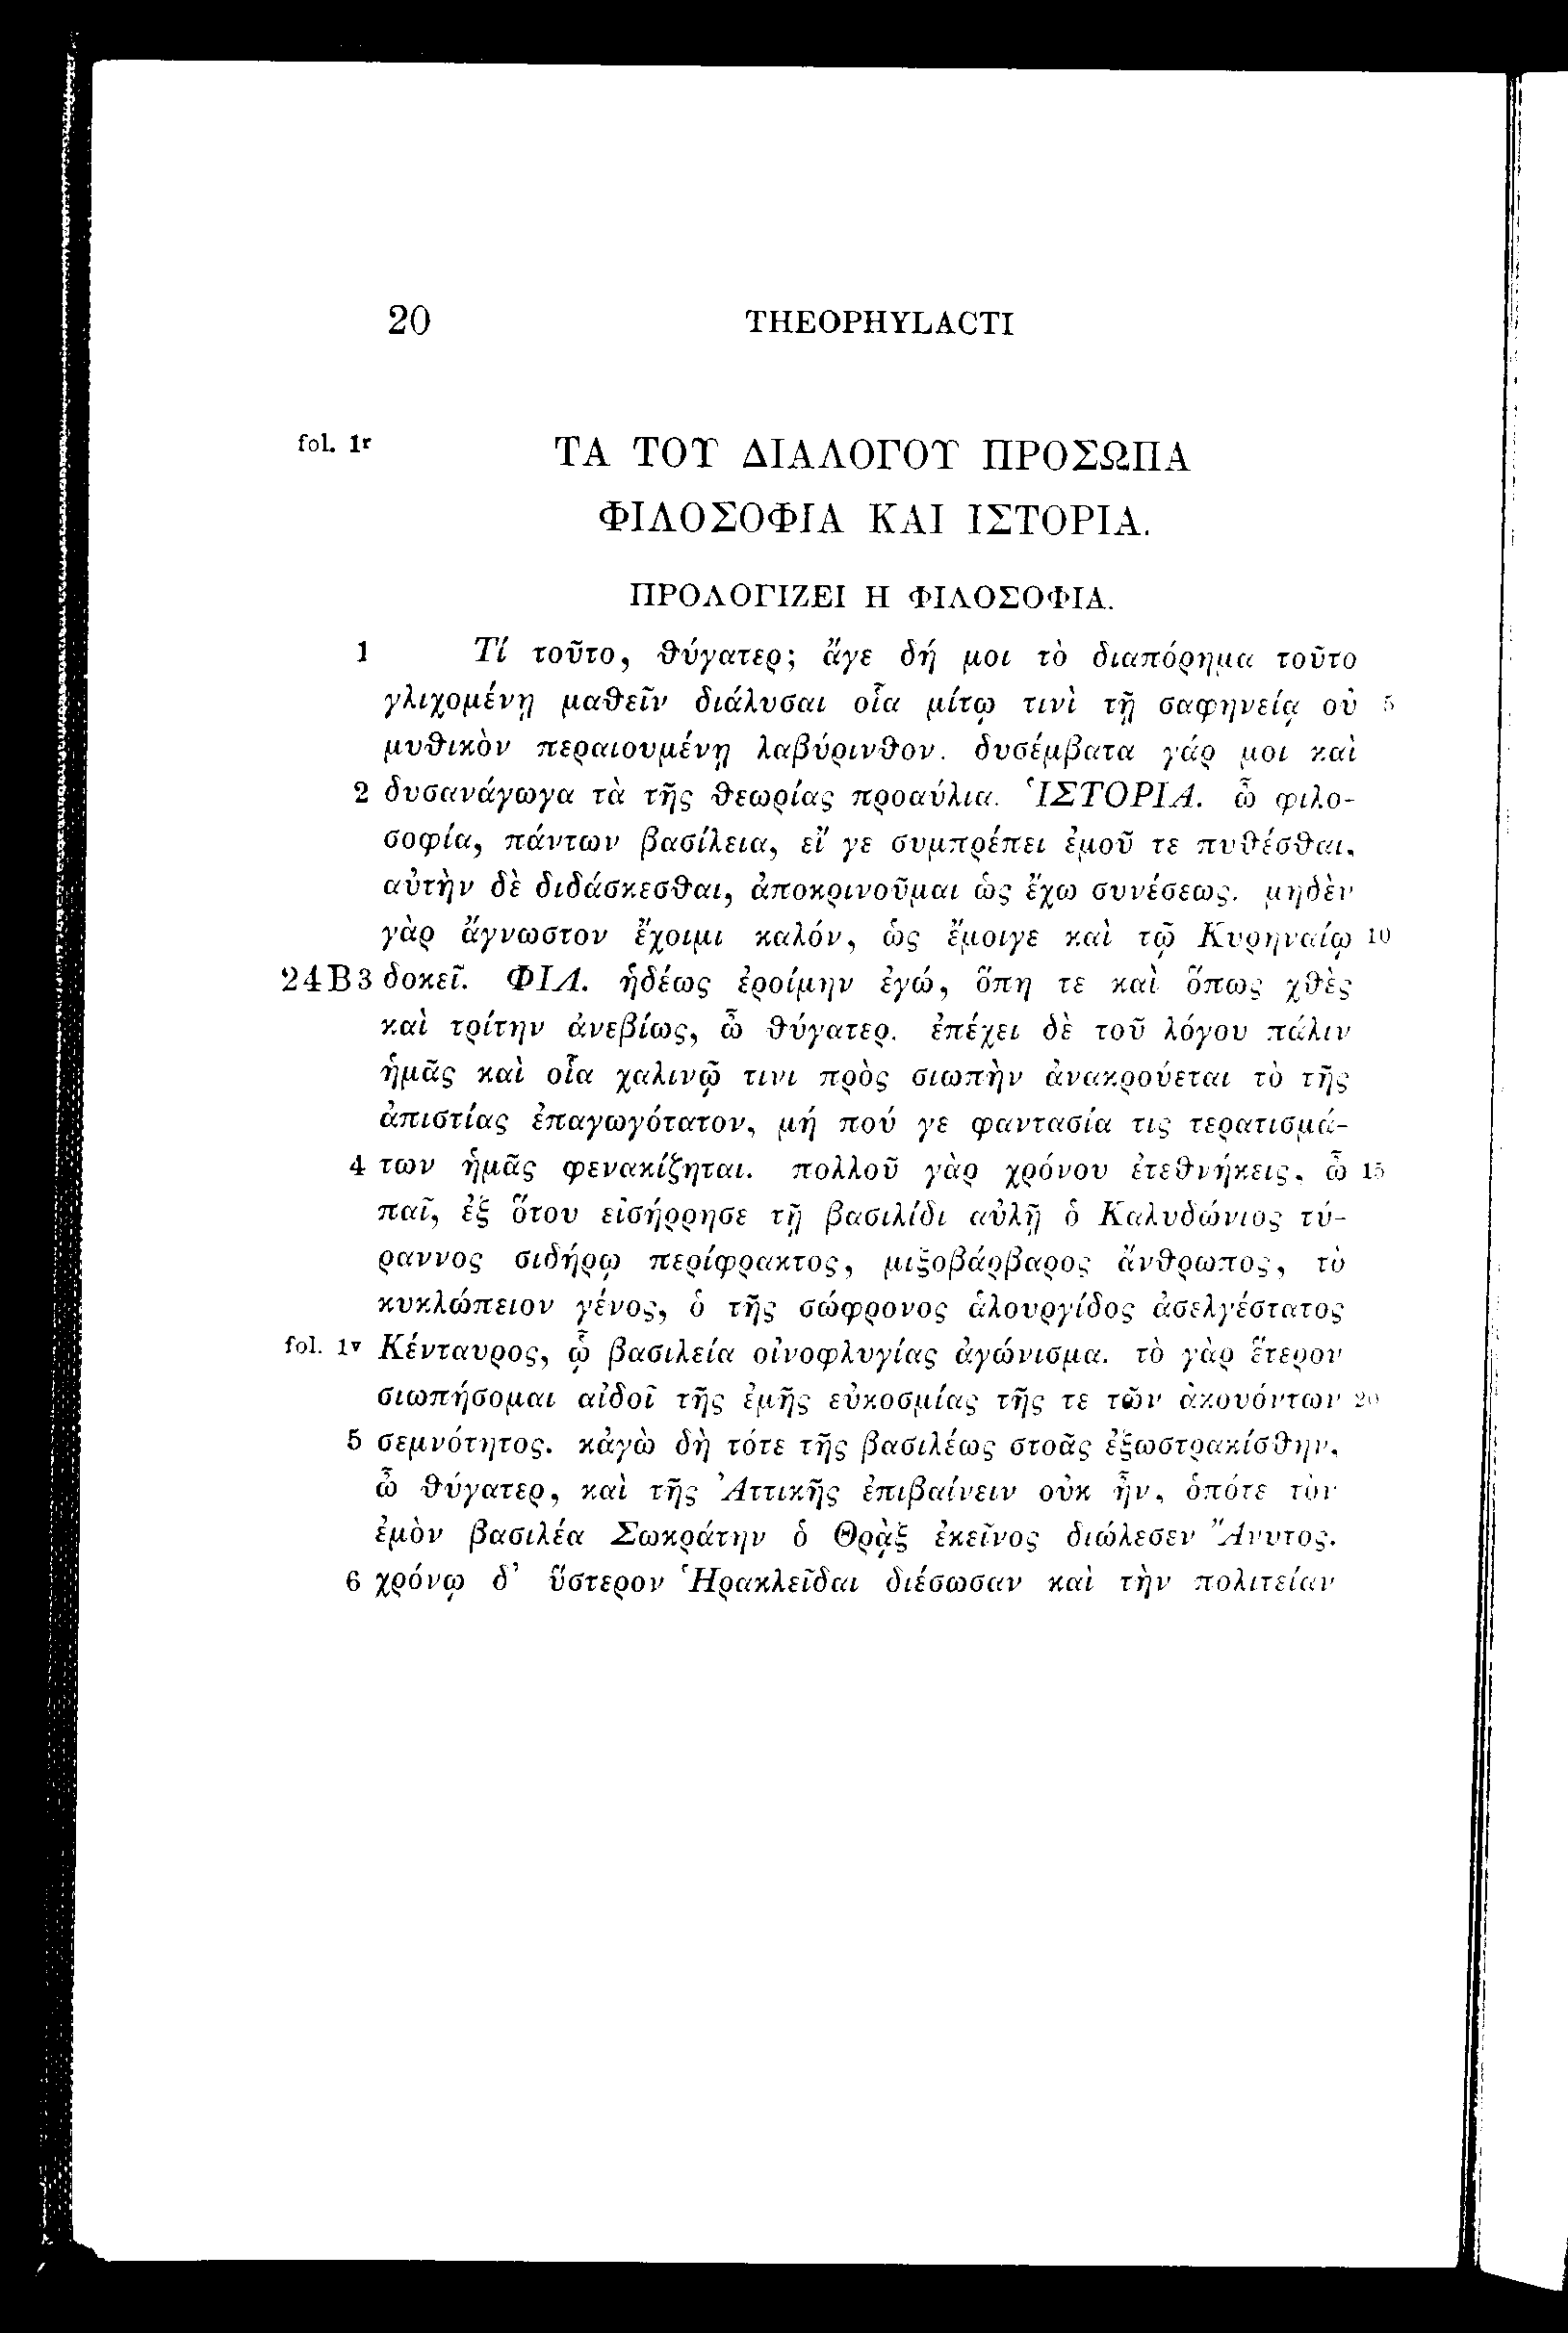 20 THEOPHYLACTI
fol. 1r ΤΑ ΤΟΥ ΔΙΑΛΟΓΟΥ ΠΡΟΣΩΠΑ
ΦΙΛΟΣΟΦΙΑ ΚΑΙ ΙΣΤΟΡΙΑ.
ΠΡΟΛΟΓΙΖΕΙ Η ΦΙΛΟΣΟΦΙΑ.
1 Τί τοῦτο, θύγατερ; ἄγε δή μοι τὸ διαπόρημα τοῦτο
γλιχομένῃ μαθεῖν διάλυσαι οἷα μίτῳ τινὶ τῇ σαφηνείᾳ οὐ 5
μυθικὸν περαιουμένῃ λαβύρινθον. δυσέμβατα γάρ μοι καὶ
2 δυσανάγωγα τὰ τῆς θεωρίας προαύλια. ἹΣΤΟΡΙΑ. ὦ φιλο-
σοφία, πάντων βασίλεια, εἴ γε συμπρέπει ἐμοῦ τε πυθέσθαι,
αὐτὴν δὲ διδάσκεσθαι, ἀποκρινοῦμαι ὡς ἔχω συνέσεως. μηδὲν
γὰρ ἄγνωστον ἔχοιμι καλόν, ὡς ἔμοιγε καὶ τῷ Κυρηναίῳ 10
24B3 δοκεῖ. ΦΙΛ. ἡδέως ἐροίμην ἐγώ, ὅπῃ τε καὶ ὅπως χθὲς
καὶ τρίτην ἀνεβίως, ὦ θύγατερ. ἐπέχει δὲ τοῦ λόγου πάλιν
ἡμᾶς καὶ οἷα χαλινῷ τινι πρὸς σιωπὴν ἀνακρούεται τὸ τῆς
ἀπιστίας ἐπαγωγότατον, μή πού γε φαντασία τις τερατισμά-
4 των ἡμᾶς φενακίζηται. πολλοῦ γὰρ χρόνου ἐτεθνήκεις, ὦ 15
παῖ, ἐξ ὅτου εἰσήρρησε τῇ βασιλίδι αὐλῇ ὁ Καλυδώνιος τύ-
ραννος σιδήρῳ περίφρακτος, μιξοβάρβαρος ἄνθρωπος, τὸ
κυκλώπειον γένος, ὁ τῆς σώφρονος ἁλουργίδος ἀσελγέστατος
fol. 1v Κένταυρος, ᾧ βασιλεία οἰνοφλυγίας ἀγώνισμα. τὸ γὰρ ἕτερον
σιωπήσομαι αἰδοῖ τῆς ἐμῆς εὐκοσμίας τῆς τε τῶν ἀκουόντων 20
5 σεμνότητος. κἀγὼ δὴ τότε τῆς βασιλέως στοᾶς ἐξωστρακίσθην,
ὦ θύγατερ, καὶ τῆς Ἀττικῆς ἐπιβαίνειν οὐκ ἦν, ὁπότε τὸν
ἐμὸν βασιλέα Σωκράτην ὁ Θρᾲξ ἐκεῖνος διώλεσεν Ἄνυτος.
6 χρόνῳ δ’ ὕστερον Ἡρακλεῖδαι διέσωσαν καὶ τὴν πολιτείαν